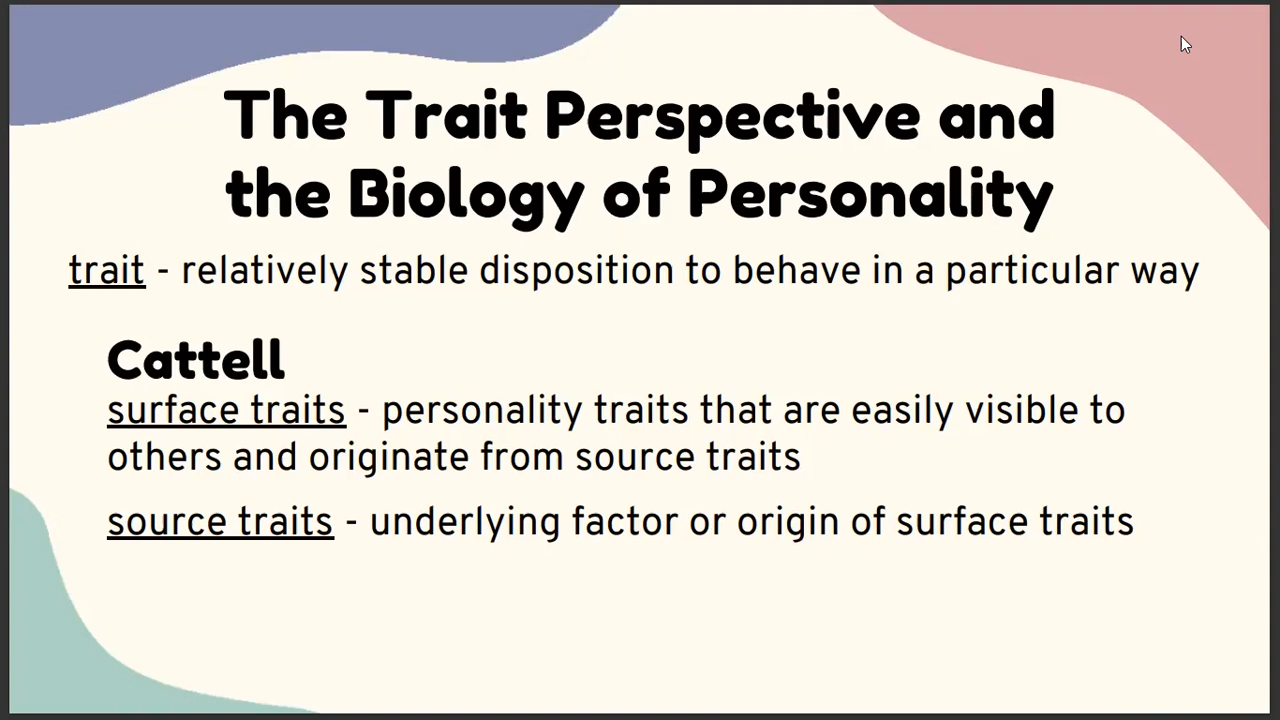 The Trait Perspective and
the Biology of Personality
trait - relatively stable disposition to behave in a particular way
Cattell
surface traits - personality traits that are easily visible to
others and originate from source traits
source traits - underlying factor or origin of surface traits